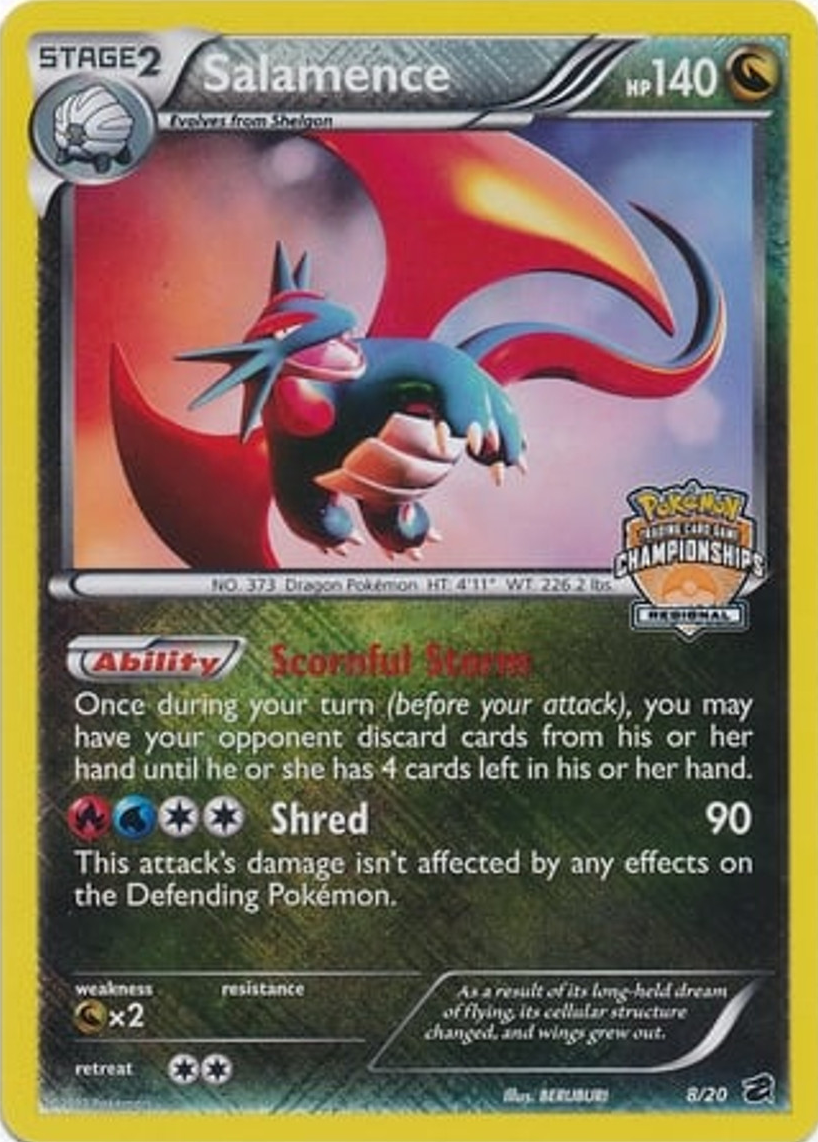 STAGE2
Salamence
HP140
Evolves from Shelgon
POKéMON
TRADING CARD GAME
CHAMPIONSHIPS
REGIONAL
NO. 373 Dragon Pokémon HT: 4'11" WT: 226.2 lbs.
Ability Scornful Storm
Once during your turn (before your attack), you may
have your opponent discard cards from his or her
hand until he or she has 4 cards left in his or her hand.
Shred 90
This attack's damage isn't affected by any effects on
the Defending Pokémon.
weakness resistance
×2
As a result of its long-held dream
of flying, its cellular structure
changed, and wings grew out.
retreat
Illus. BERUBURI 8/20
Pokémon